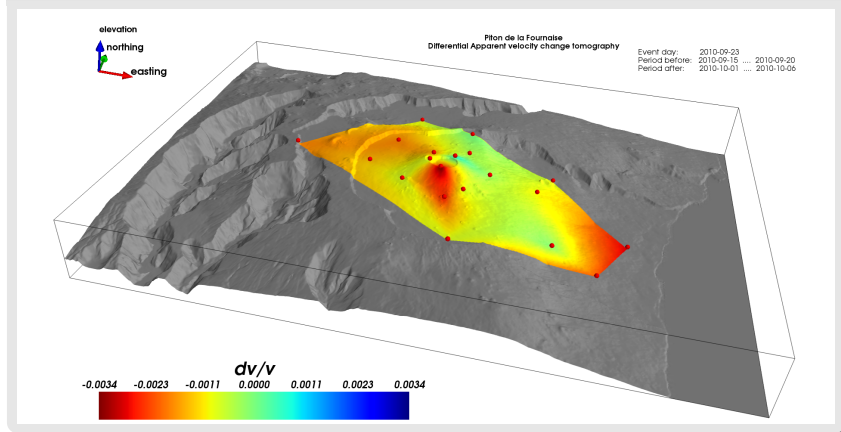 elevation
northing
easting
Piton de la Fournaise
Differential Apparent velocity change tomography
Event day: 2010-09-23
Period before: 2010-09-15 .... 2010-09-20
Period after: 2010-10-01 .... 2010-10-06
dv/v
-0.0034 -0.0023 -0.0011 0.0000 0.0011 0.0023 0.0034